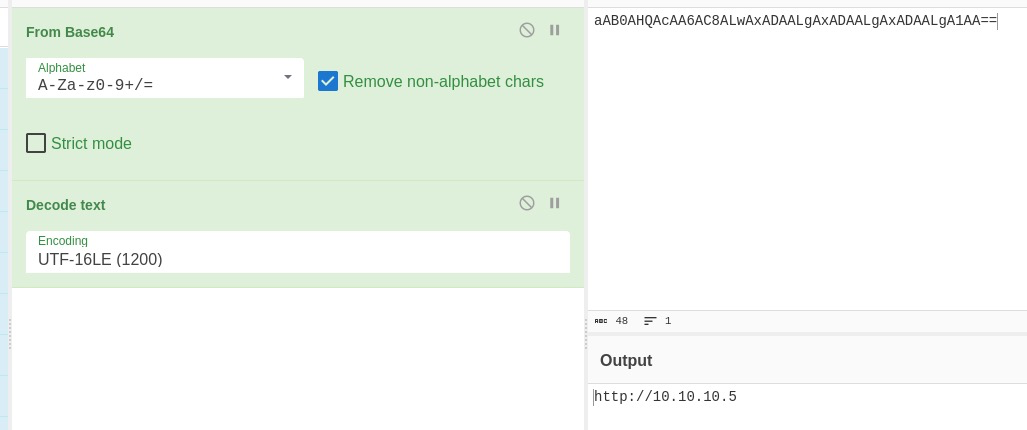 From Base64
Alphabet
A-Za-z0-9+/=
Remove non-alphabet chars
Strict mode
Decode text
Encoding
UTF-16LE (1200)
aAB0AHQAcAA6AC8ALwAxADAALgAxADAALgAxADAALgA1AA==
ABC 48 1
Output
http://10.10.10.5